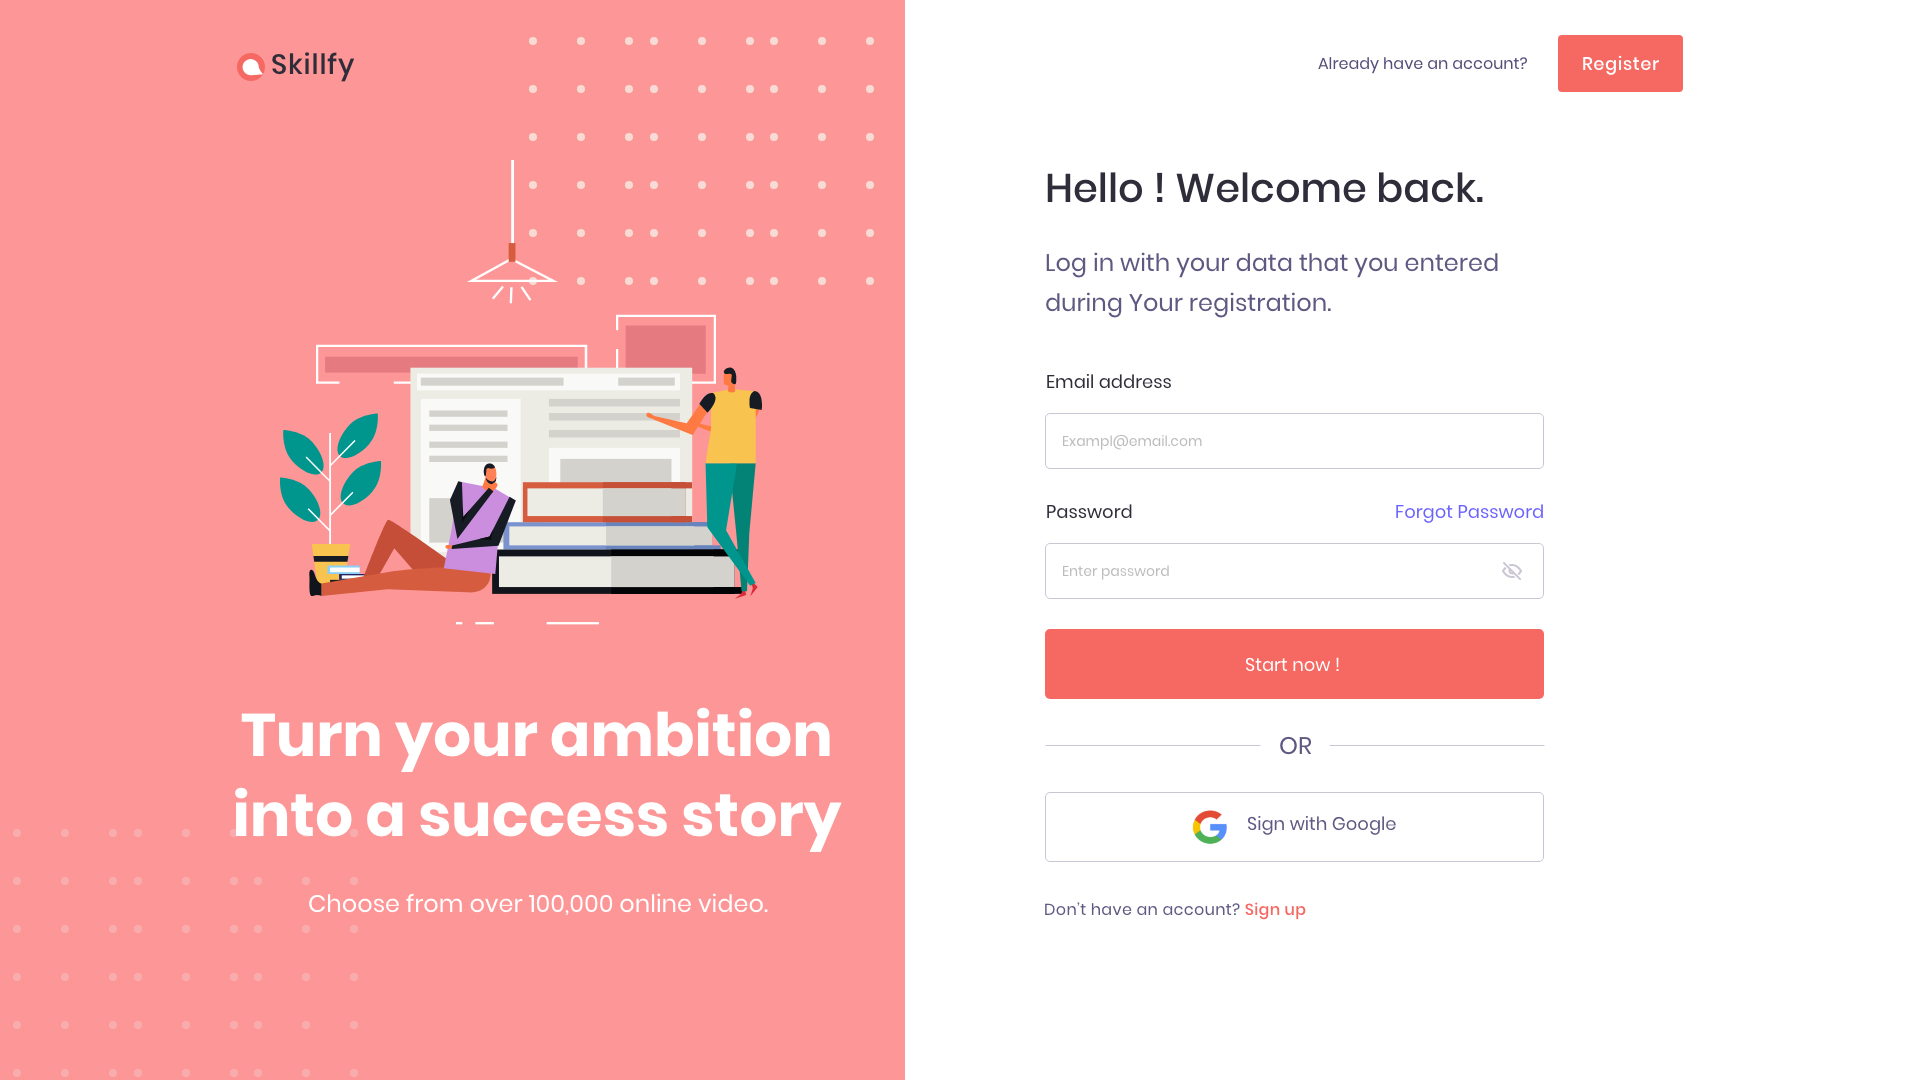 Skillfy
Already have an account?
Register
Turn your ambition
into a success story
Choose from over 100,000 online video.
Hello ! Welcome back.
Log in with your data that you entered
during Your registration.
Email address
Exampl@email.com
Password
Forgot Password
Enter password
Start now !
OR
Sign with Google
Don't have an account? Sign up